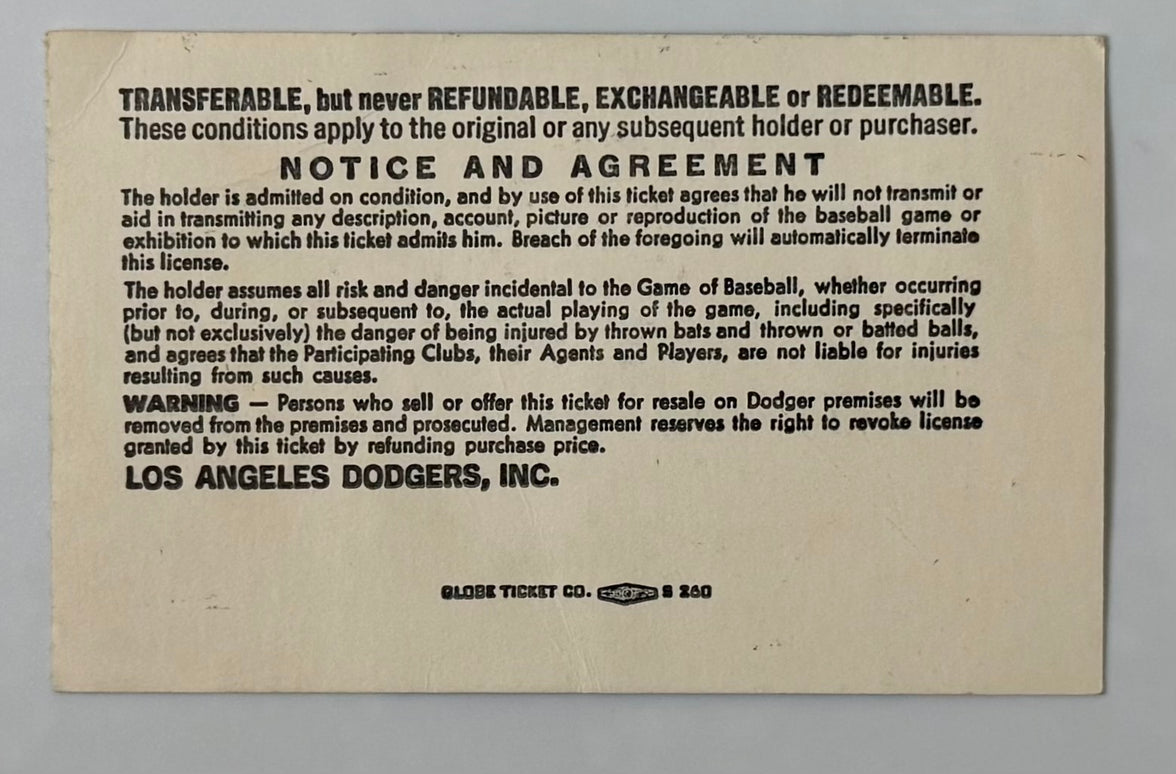 TRANSFERABLE, but never REFUNDABLE, EXCHANGEABLE or REDEEMABLE.
These conditions apply to the original or any subsequent holder or purchaser.
NOTICE AND AGREEMENT
The holder is admitted on condition, and by use of this ticket agrees that he will not transmit or
aid in transmitting any description, account, picture or reproduction of the baseball game or
exhibition to which this ticket admits him. Breach of the foregoing will automatically terminate
this license.
The holder assumes all risk and danger incidental to the Game of Baseball, whether occurring
prior to, during, or subsequent to, the actual playing of the game, including specifically
(but not exclusively) the danger of being injured by thrown bats and thrown or batted balls,
and agrees that the Participating Clubs, their Agents and Players, are not liable for injuries
resulting from such causes.
WARNING — Persons who sell or offer this ticket for resale on Dodger premises will be
removed from the premises and prosecuted. Management reserves the right to revoke license
granted by this ticket by refunding purchase price.
LOS ANGELES DODGERS, INC.
GLOBE TICKET CO.